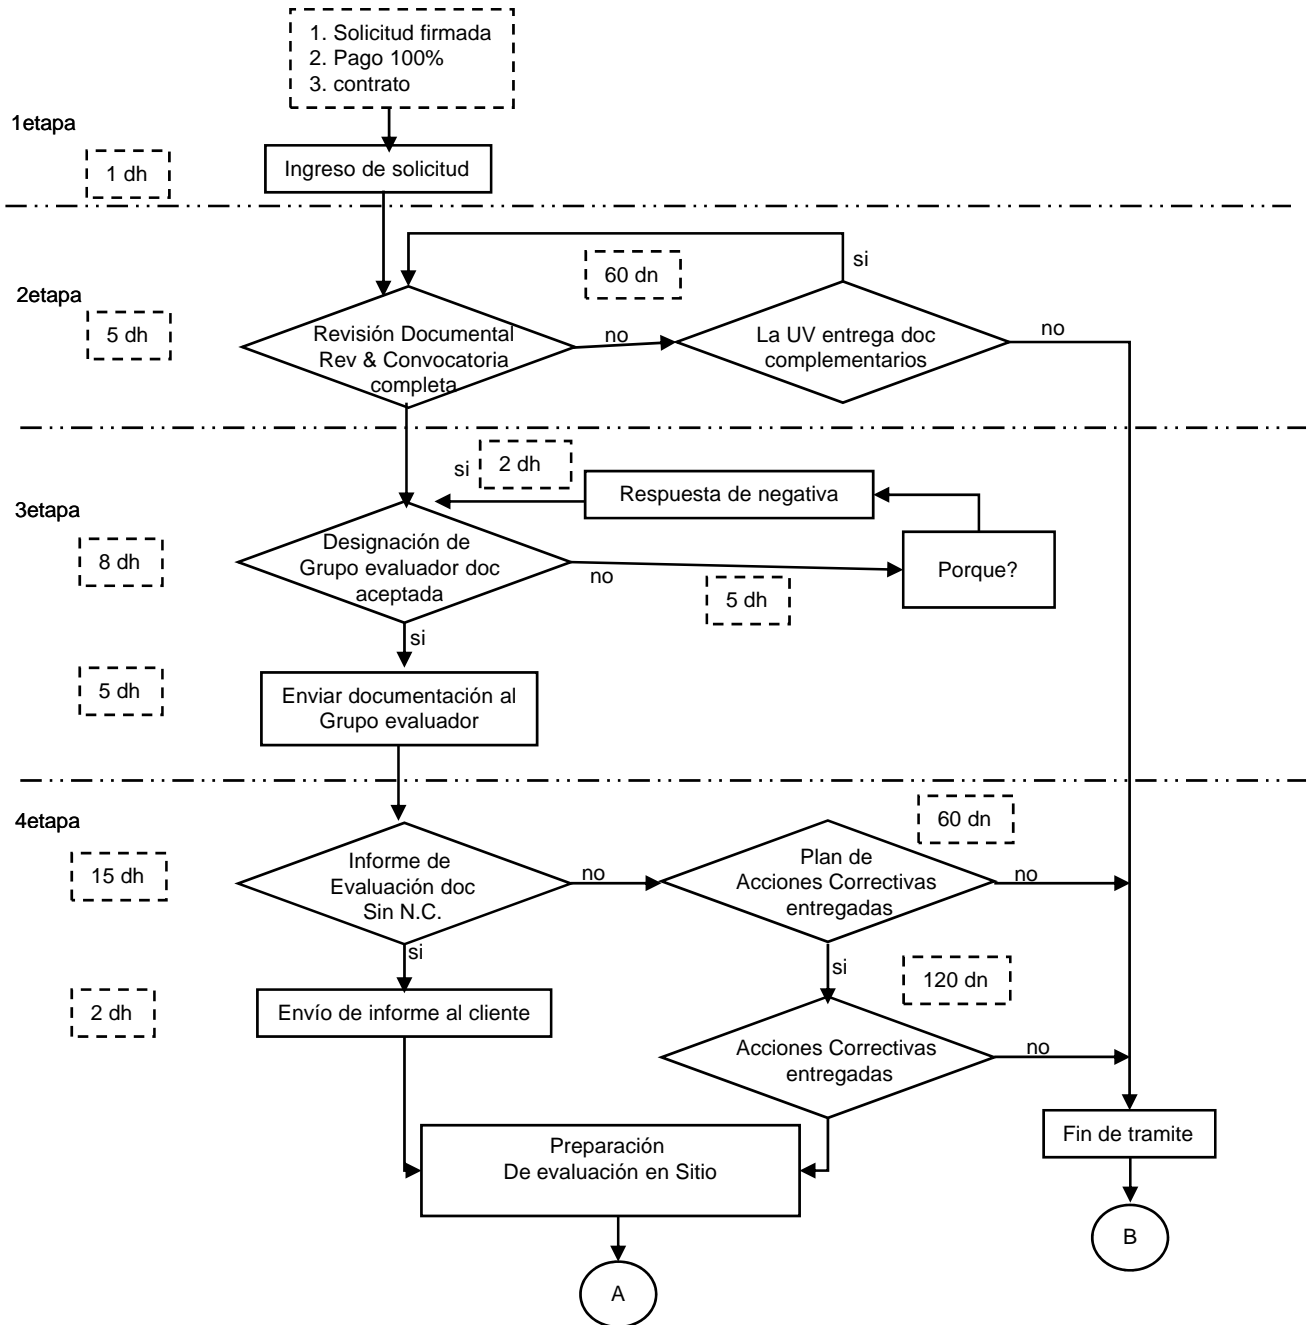 1. Solicitud firmada
2. Pago 100%
3. contrato
1etapa
1 dh
Ingreso de solicitud
si
60 dn
2etapa
5 dh
Revisión Documental
Rev & Convocatoria
completa
no
La UV entrega doc
complementarios
no
si
2 dh
Respuesta de negativa
3etapa
8 dh
Designación de
Grupo evaluador doc
aceptada
no
5 dh
Porque?
si
5 dh
Enviar documentación al
Grupo evaluador
4etapa
60 dn
15 dh
Informe de
Evaluación doc
Sin N.C.
no
Plan de
Acciones Correctivas
entregadas
no
si
si
120 dn
2 dh
Envío de informe al cliente
Acciones Correctivas
entregadas
no
Preparación
De evaluación en Sitio
Fin de tramite
B
A